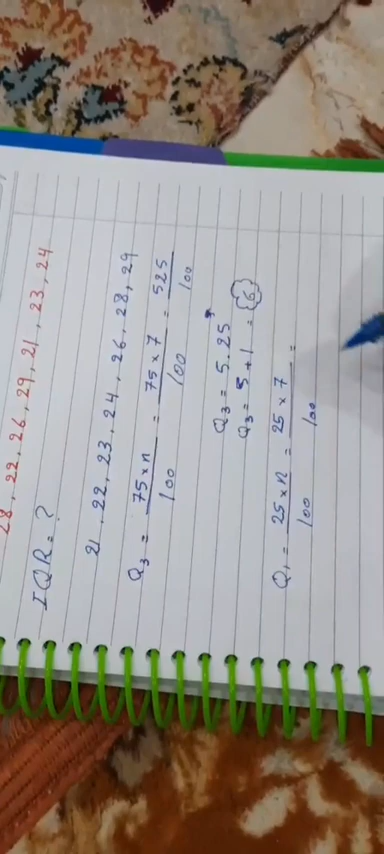 28, 22, 26, 29, 21, 23, 24
IQR = ?
21, 22, 23, 24, 26, 28, 29
Q3 = 75×n / 100 = 75×7 / 100 = 525 / 100
Q3 = 5.25
Q3 = 5 + 1 = 6
Q1 = 25×n / 100 = 25×7 / 100 =